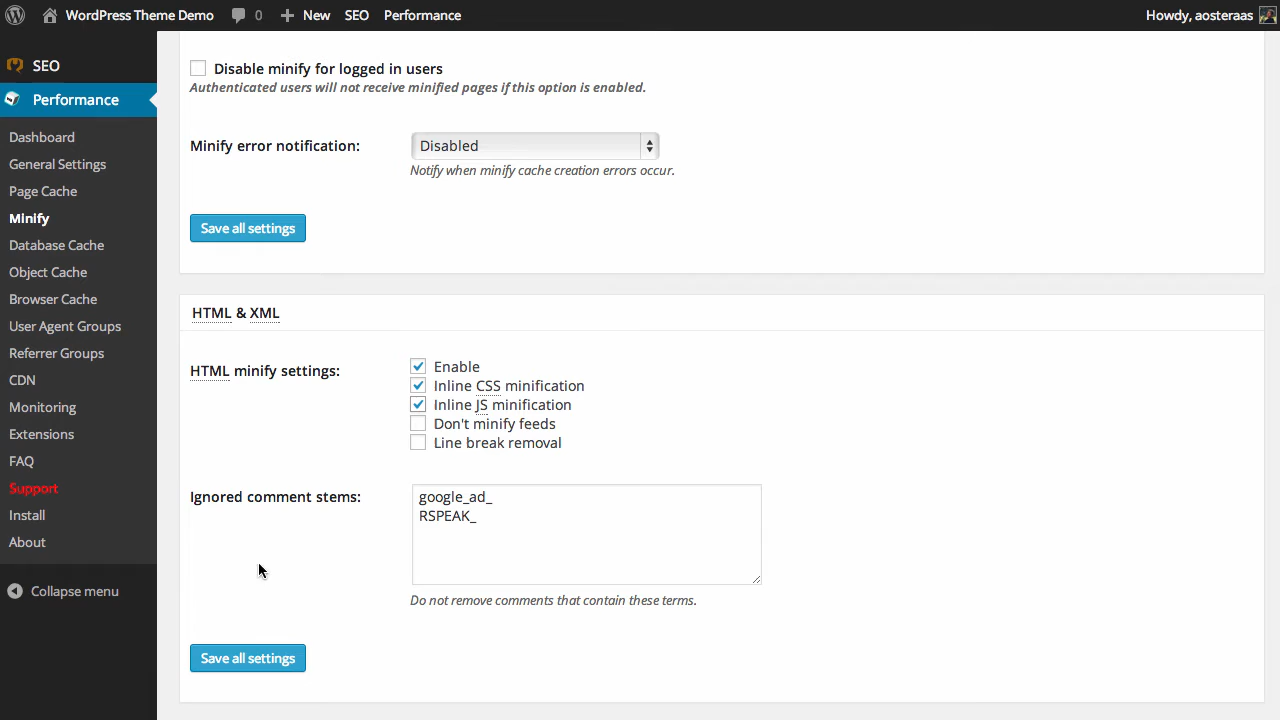 WordPress Theme Demo
0
New
SEO
Performance
Howdy, aosteraas
SEO
Performance
Dashboard
General Settings
Page Cache
Minify
Database Cache
Object Cache
Browser Cache
User Agent Groups
Referrer Groups
CDN
Monitoring
Extensions
FAQ
Support
Install
About
Collapse menu
Disable minify for logged in users
Authenticated users will not receive minified pages if this option is enabled.
Minify error notification:
Disabled
Notify when minify cache creation errors occur.
Save all settings
HTML & XML
HTML minify settings:
Enable
Inline CSS minification
Inline JS minification
Don't minify feeds
Line break removal
Ignored comment stems:
google_ad_
RSPEAK_
Do not remove comments that contain these terms.
Save all settings